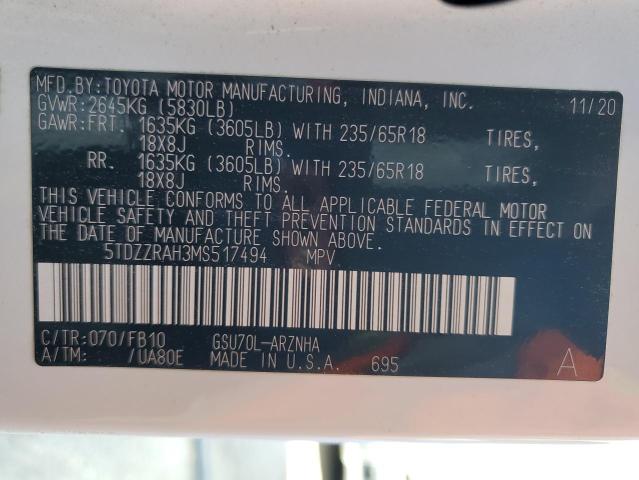 MFD.BY:TOYOTA MOTOR MANUFACTURING, INDIANA, INC. 11/20
GVWR:2645KG (5830LB)
GAWR:FRT. 1635KG (3605LB) WITH 235/65R18 TIRES,
18X8J RIMS.
RR. 1635KG (3605LB) WITH 235/65R18 TIRES,
18X8J RIMS.
THIS VEHICLE CONFORMS TO ALL APPLICABLE FEDERAL MOTOR
VEHICLE SAFETY AND THEFT PREVENTION STANDARDS IN EFFECT ON
THE DATE OF MANUFACTURE SHOWN ABOVE.
5TDZZRAH3MS517494 MPV
C/TR:070/FB10 GSU70L-ARZNHA
A/TM: /UA80E MADE IN U.S.A. 695 A